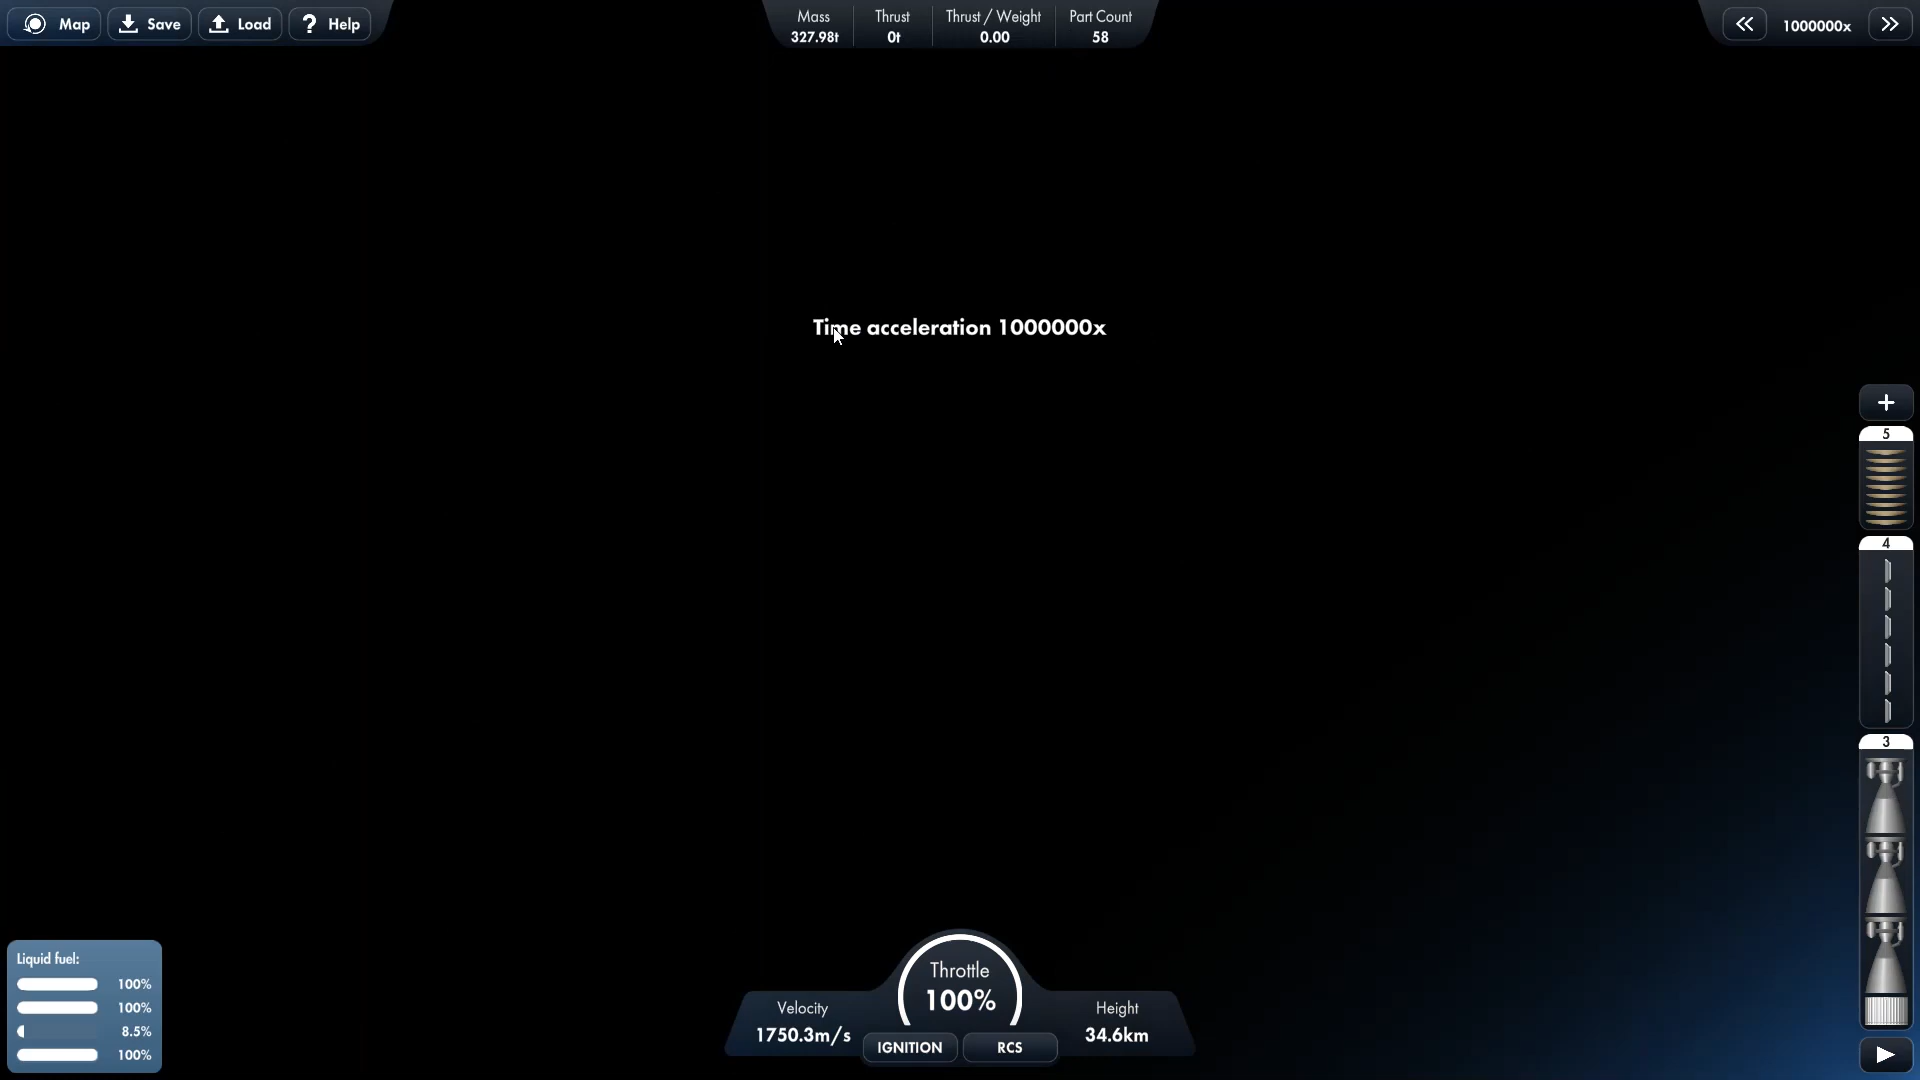 Map
Save
Load
Help
Mass
327.98t
Thrust
0t
Thrust / Weight
0.00
Part Count
58
1000000x
Time acceleration 1000000x
5
4
3
Liquid fuel:
100%
100%
8.5%
100%
Throttle
100%
Velocity
1750.3m/s
Height
34.6km
IGNITION
RCS